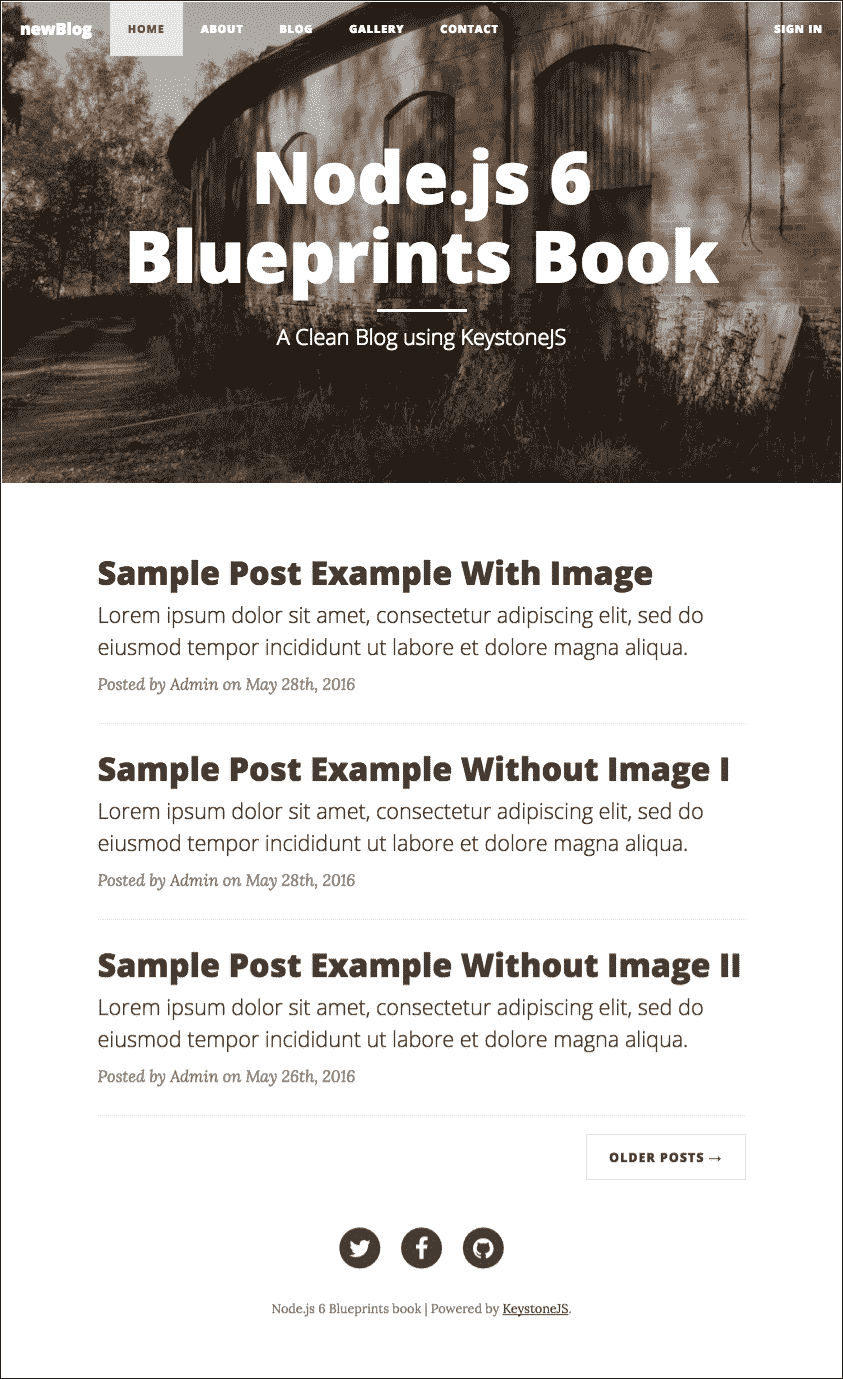 newBlog HOME ABOUT BLOG GALLERY CONTACT SIGN IN
Node.js 6
Blueprints Book
A Clean Blog using KeystoneJS
Sample Post Example With Image
Lorem ipsum dolor sit amet, consectetur adipiscing elit, sed do
eiusmod tempor incididunt ut labore et dolore magna aliqua.
Posted by Admin on May 28th, 2016
Sample Post Example Without Image I
Lorem ipsum dolor sit amet, consectetur adipiscing elit, sed do
eiusmod tempor incididunt ut labore et dolore magna aliqua.
Posted by Admin on May 28th, 2016
Sample Post Example Without Image II
Lorem ipsum dolor sit amet, consectetur adipiscing elit, sed do
eiusmod tempor incididunt ut labore et dolore magna aliqua.
Posted by Admin on May 26th, 2016
OLDER POSTS →
Node.js 6 Blueprints book | Powered by KeystoneJS.